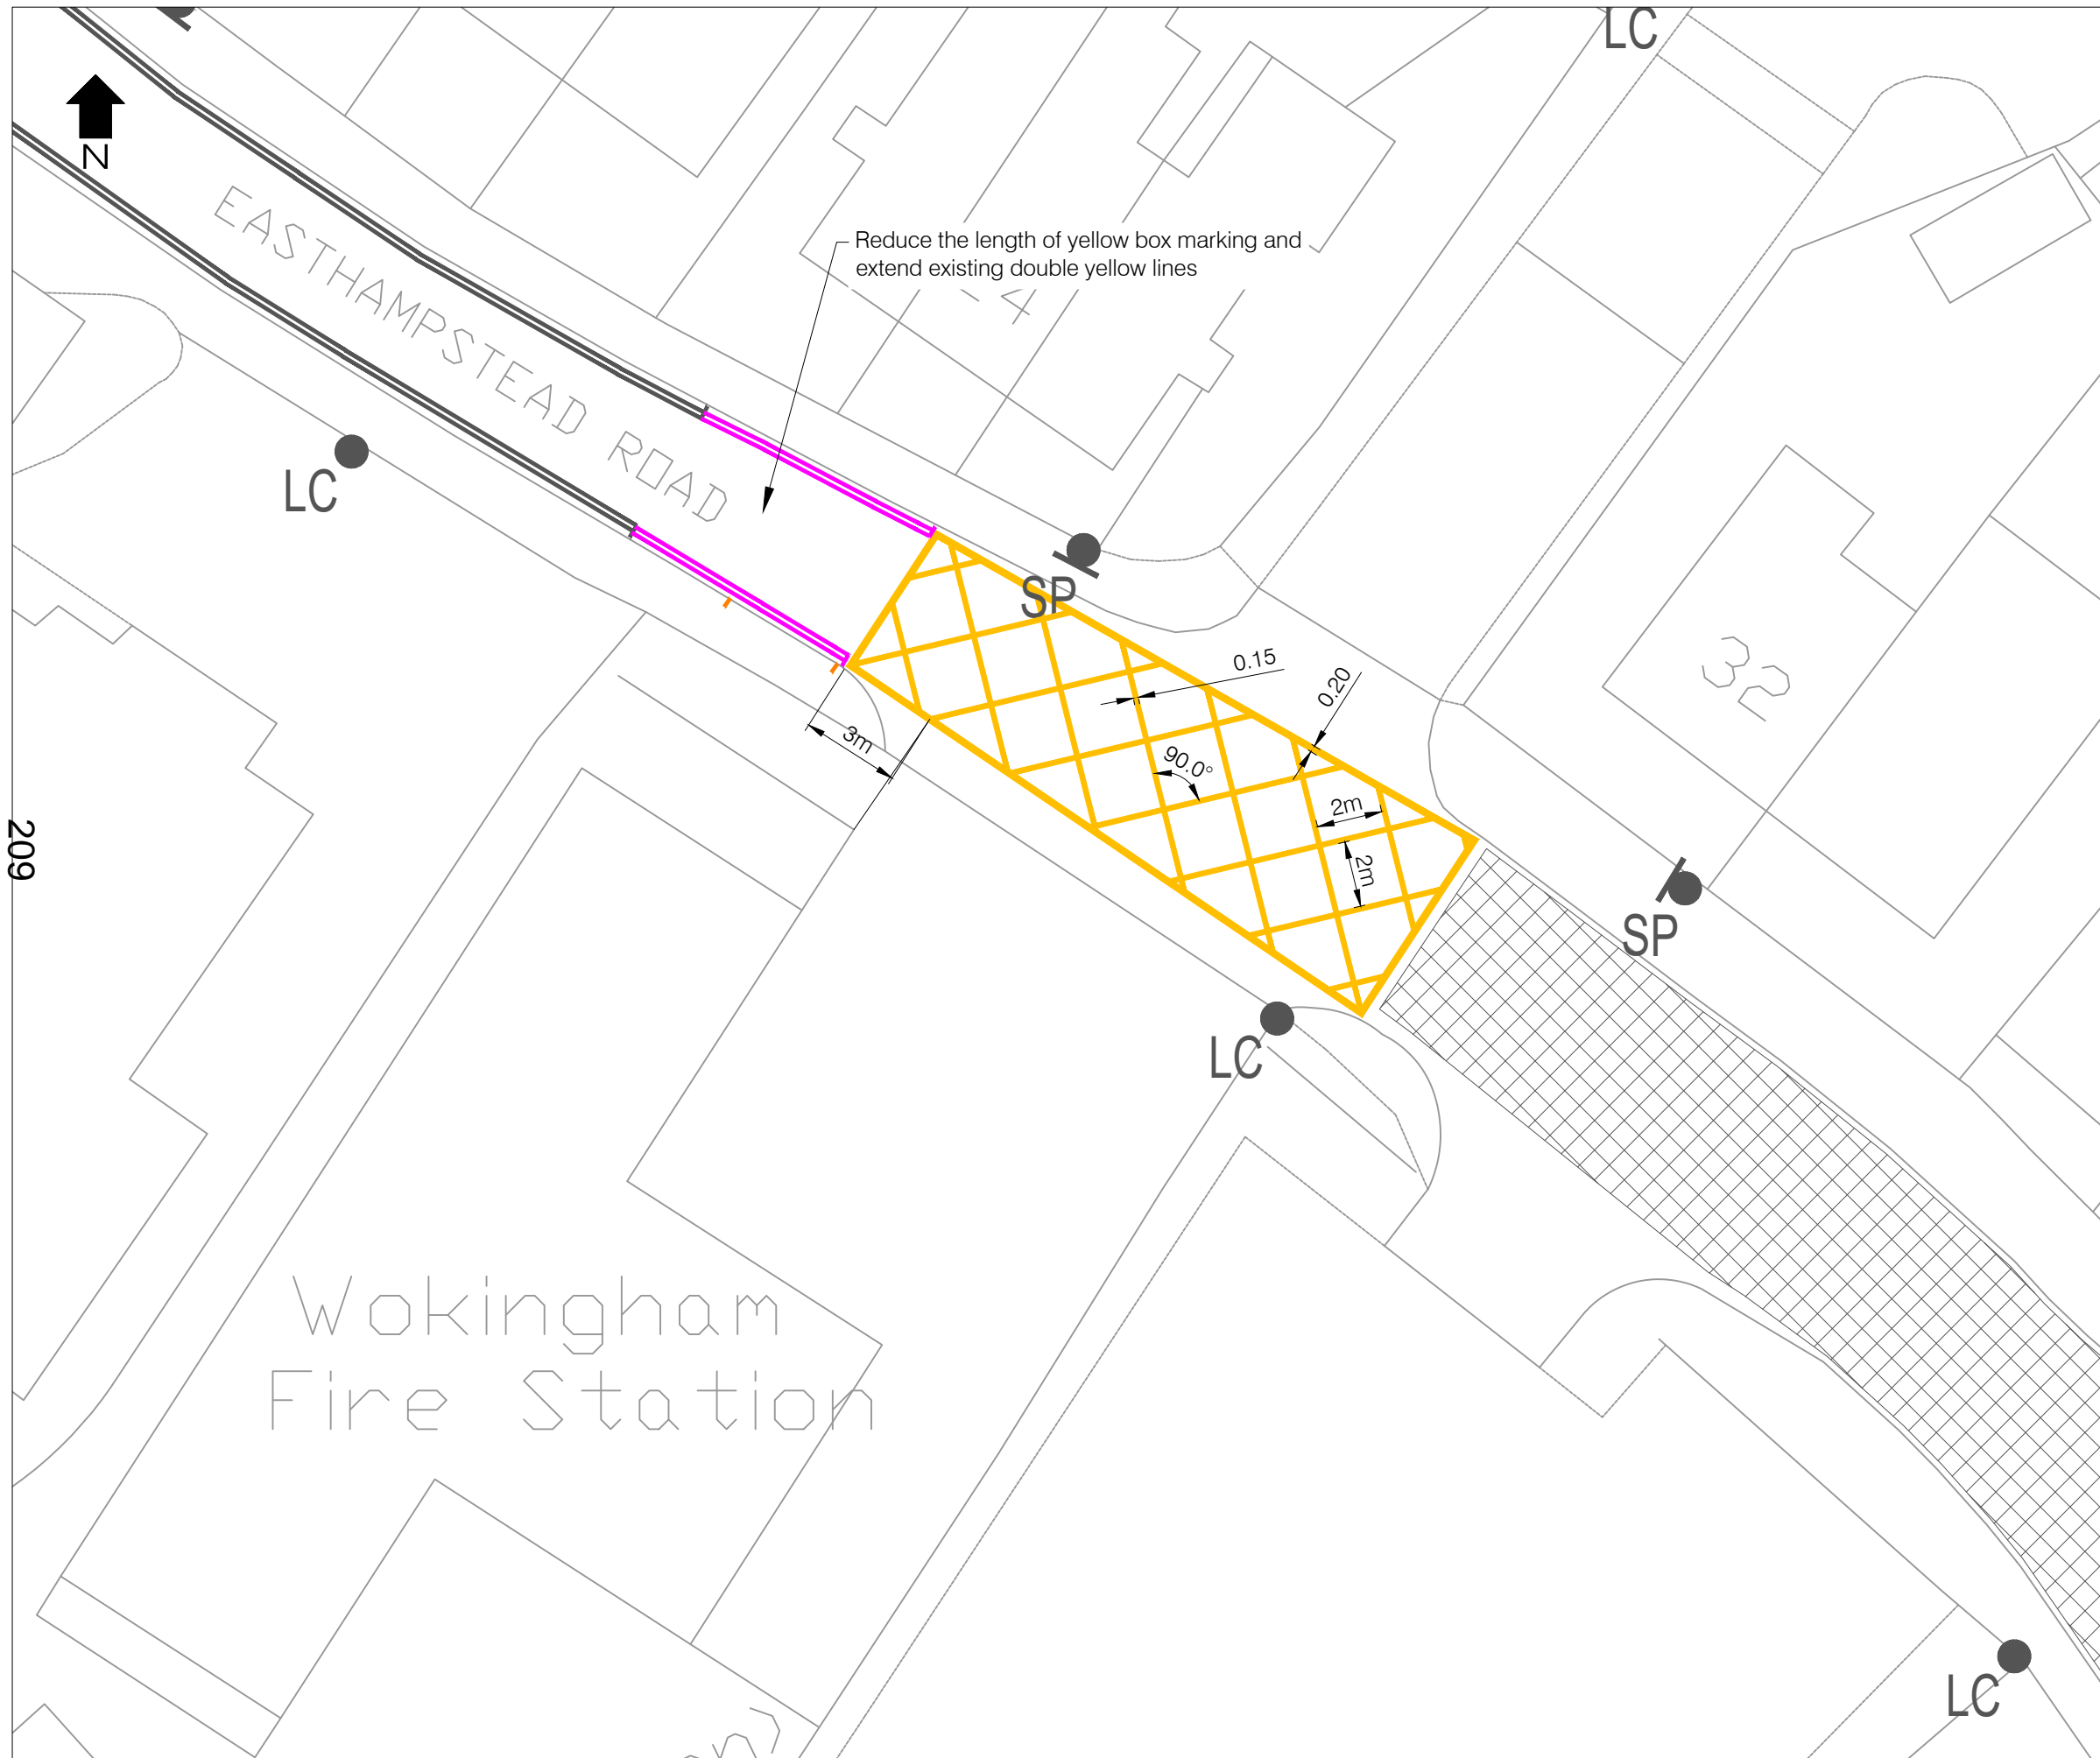 LC
N
EASTHAMPSTEAD ROAD
Reduce the length of yellow box marking and
extend existing double yellow lines
4
LC
SP
0.15
0.20
32
3m
90.0°
2m
2m
209
SP
LC
Wokingham
Fire Station
LC